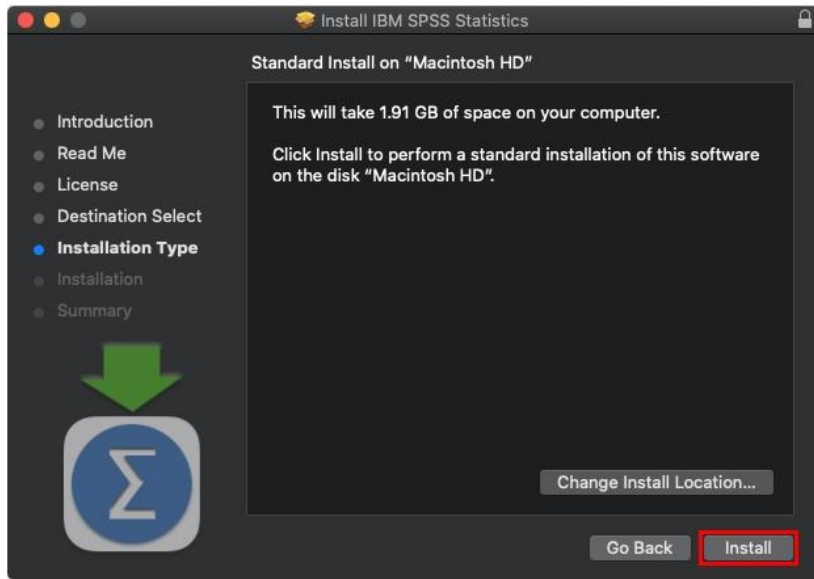 Install IBM SPSS Statistics
Standard Install on “Macintosh HD”
Introduction
Read Me
License
Destination Select
Installation Type
Installation
Summary
This will take 1.91 GB of space on your computer.
Click Install to perform a standard installation of this software
on the disk “Macintosh HD”.
Change Install Location...
Go Back
Install
Σ